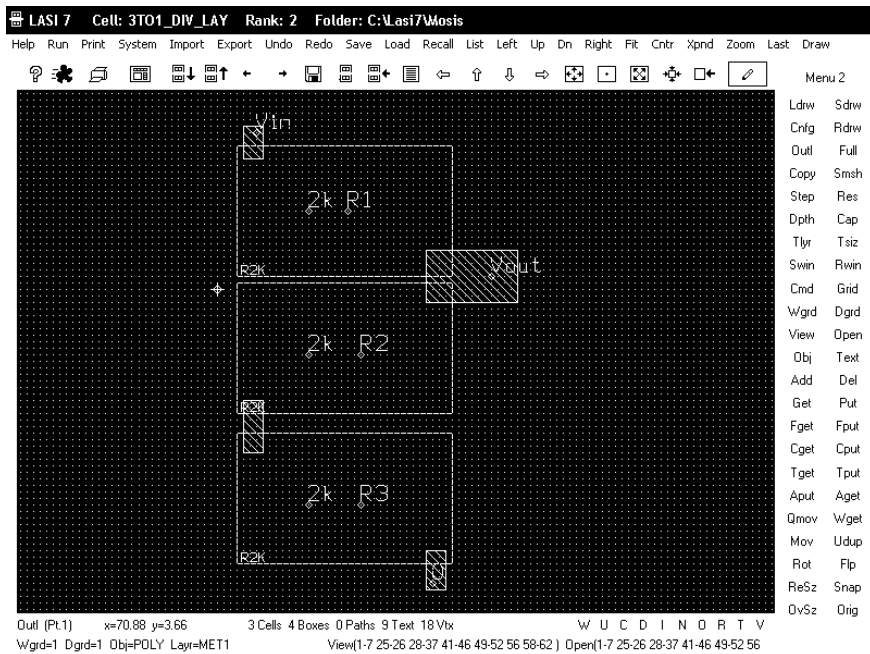 LASI 7 Cell: 3TO1_DIV_LAY Rank: 2 Folder: C:\Lasi7\Mosis
Help Run Print System Import Export Undo Redo Save Load Recall List Left Up Dn Right Fit Cntr Xpnd Zoom Last Draw
Menu 2
Ldrw Sdrw
Cnfg Rdrw
Outl Full
Copy Smsh
Step Res
Dpth Cap
Tlyr Tsiz
Swin Rwin
Cmd Grid
Wgrd Dgrd
View Open
Obj Text
Add Del
Get Put
Fget Fput
Cget Cput
Tget Tput
Aput Aget
Qmov Wget
Mov Udup
Rot Flp
ReSz Snap
OvSz Orig
Vin
2k R1
R2K
Vout
2k R2
R2K
2k R3
R2K
0
Outl (Pt.1) x=70.88 y=3.66 3 Cells 4 Boxes 0 Paths 9 Text 18 Vtx W U C D I N O R T V
Wgrd=1 Dgrd=1 Obj=POLY Layr=MET1 View(1-7 25-26 28-37 41-46 49-52 56 58-62 ) Open(1-7 25-26 28-37 41-46 49-52 56